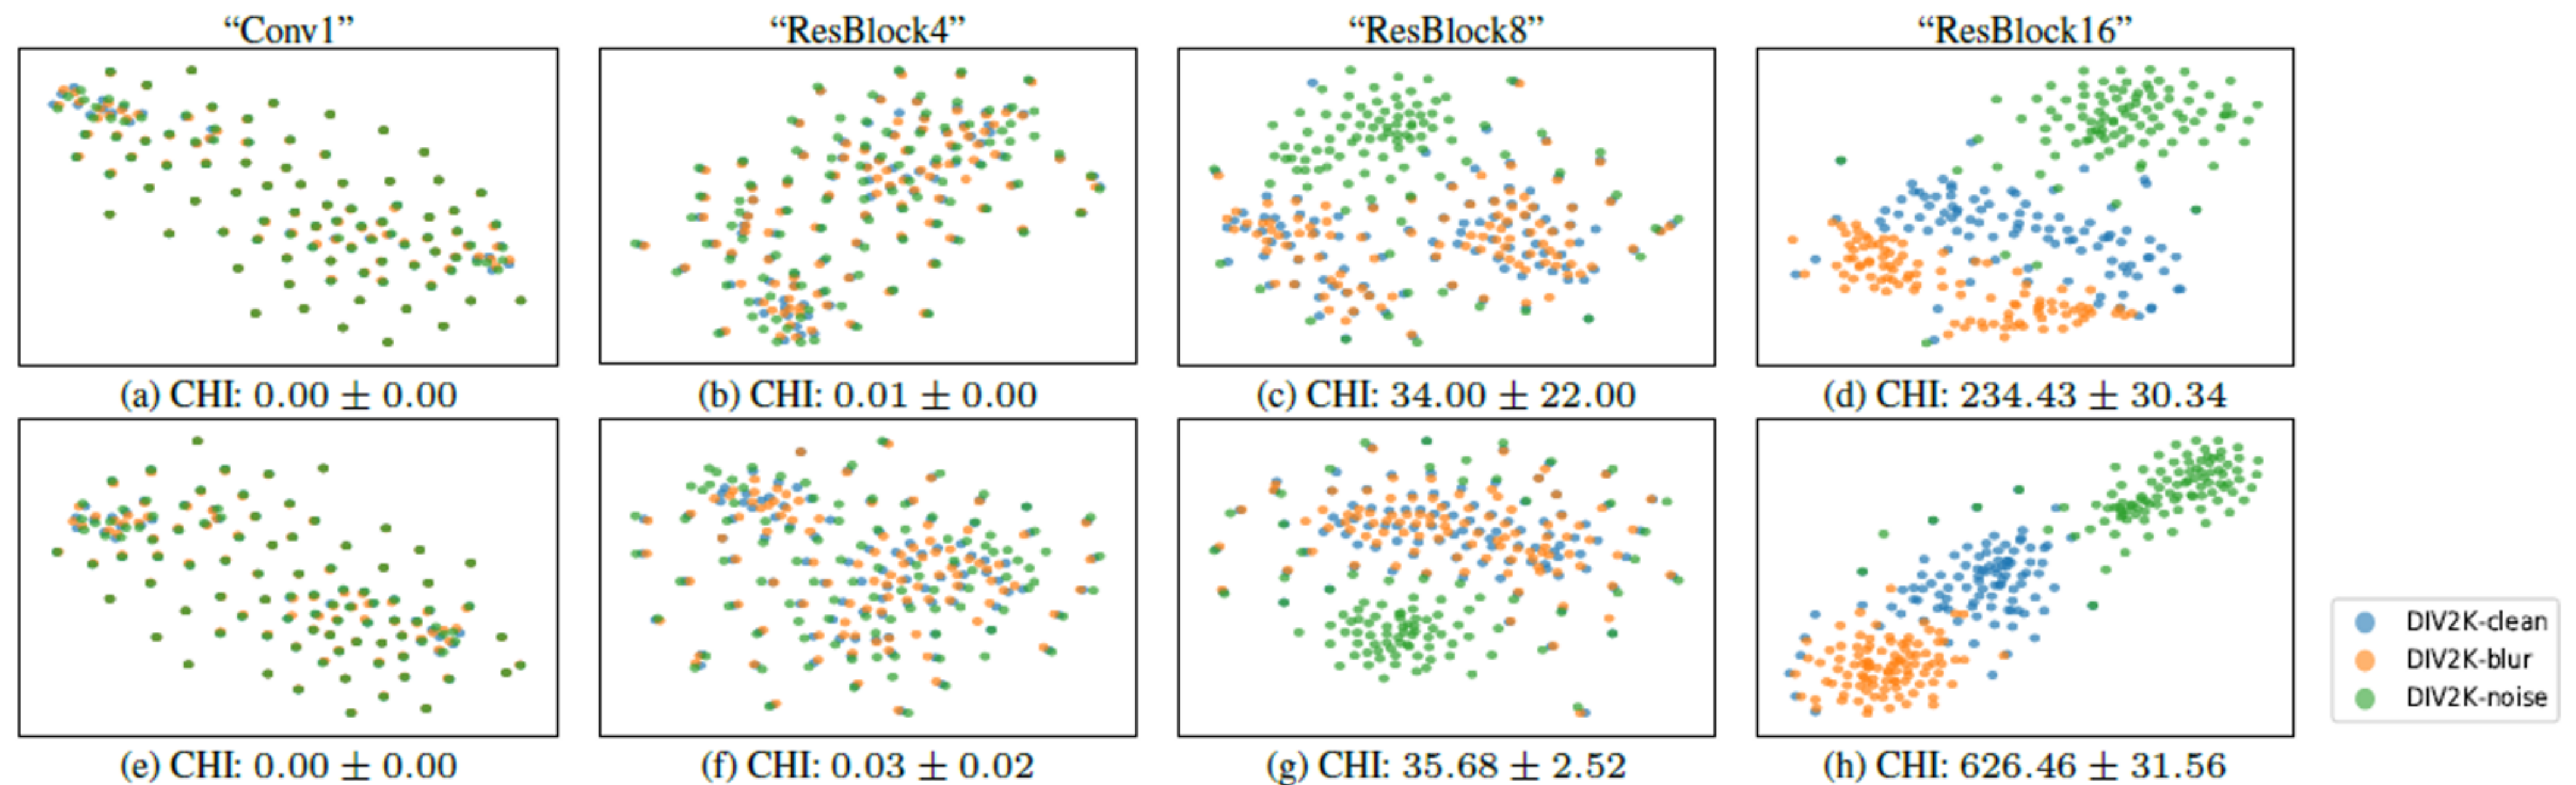 “Conv1” “ResBlock4” “ResBlock8” “ResBlock16”
(a) CHI: 0.00 ± 0.00 (b) CHI: 0.01 ± 0.00 (c) CHI: 34.00 ± 22.00 (d) CHI: 234.43 ± 30.34
(e) CHI: 0.00 ± 0.00 (f) CHI: 0.03 ± 0.02 (g) CHI: 35.68 ± 2.52 (h) CHI: 626.46 ± 31.56
DIV2K-clean
DIV2K-blur
DIV2K-noise